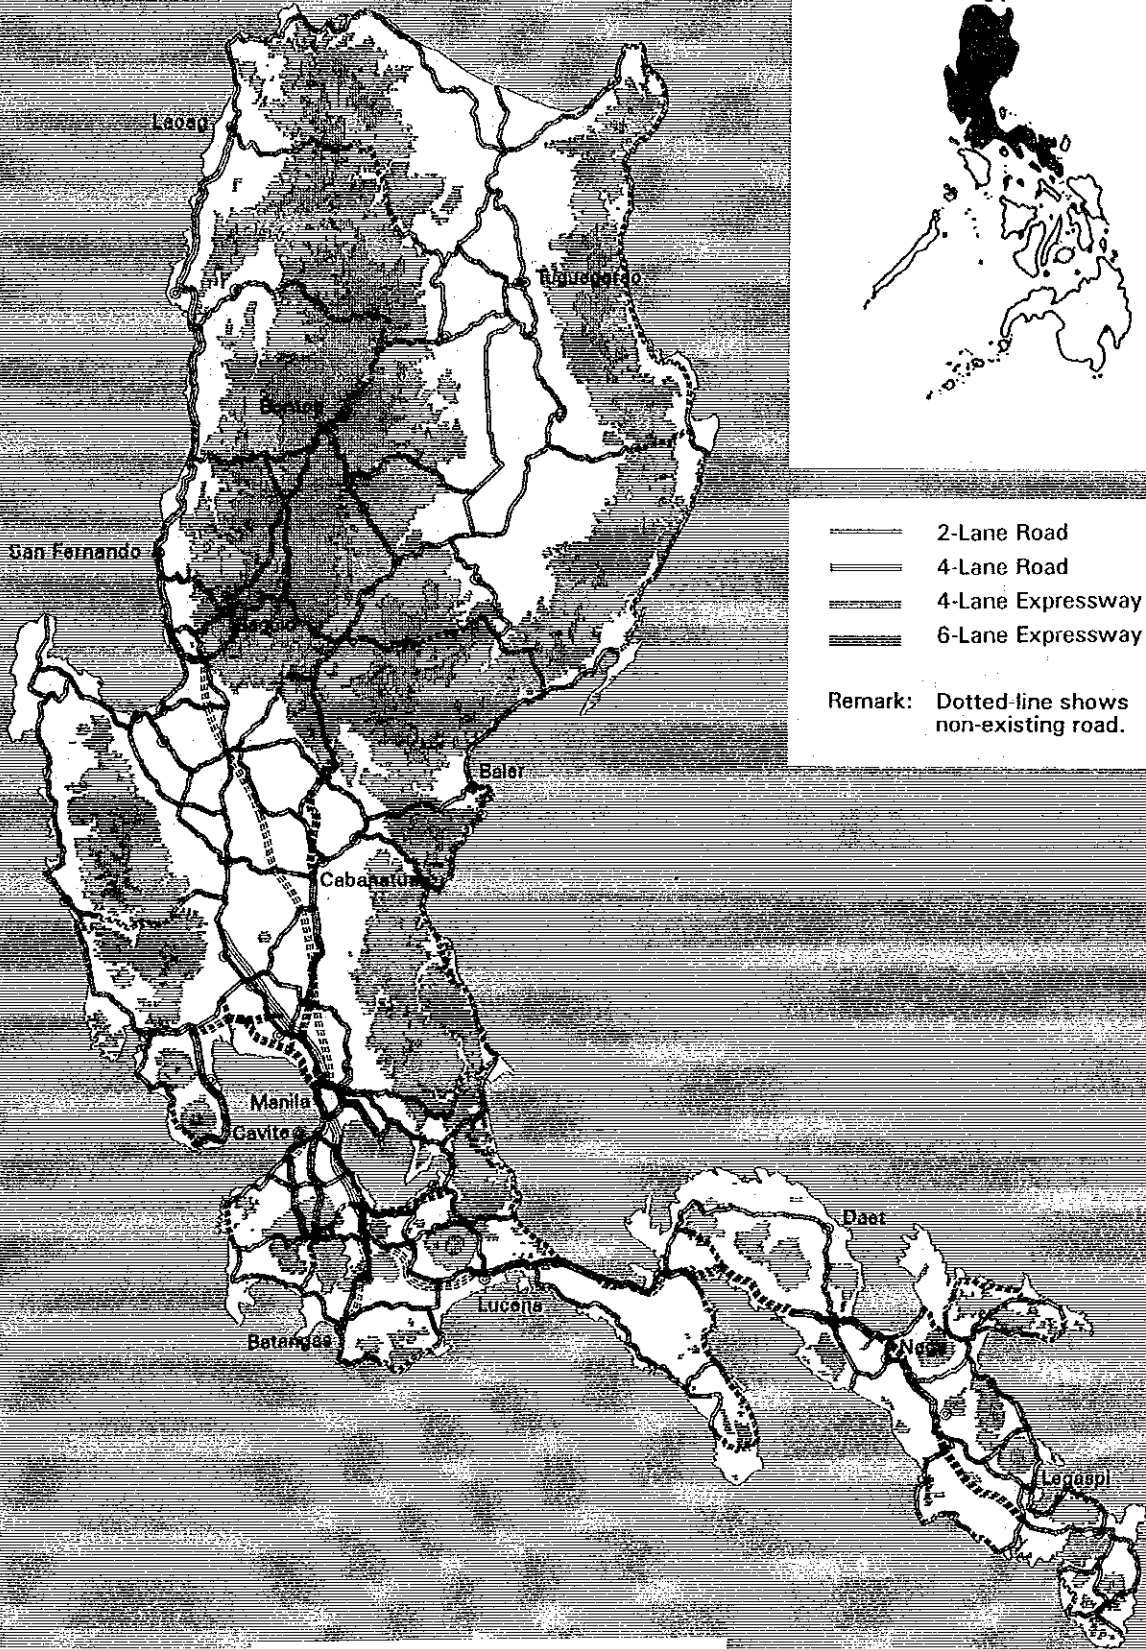 Laoag
Tuguegarao
Bontoc
San Fernando
Baguio
Baler
Cabanatuan
Manila
Cavite
Daet
Lucena
Batangas
Naga
Legaspi
2-Lane Road
4-Lane Road
4-Lane Expressway
6-Lane Expressway
Remark: Dotted-line shows
non-existing road.